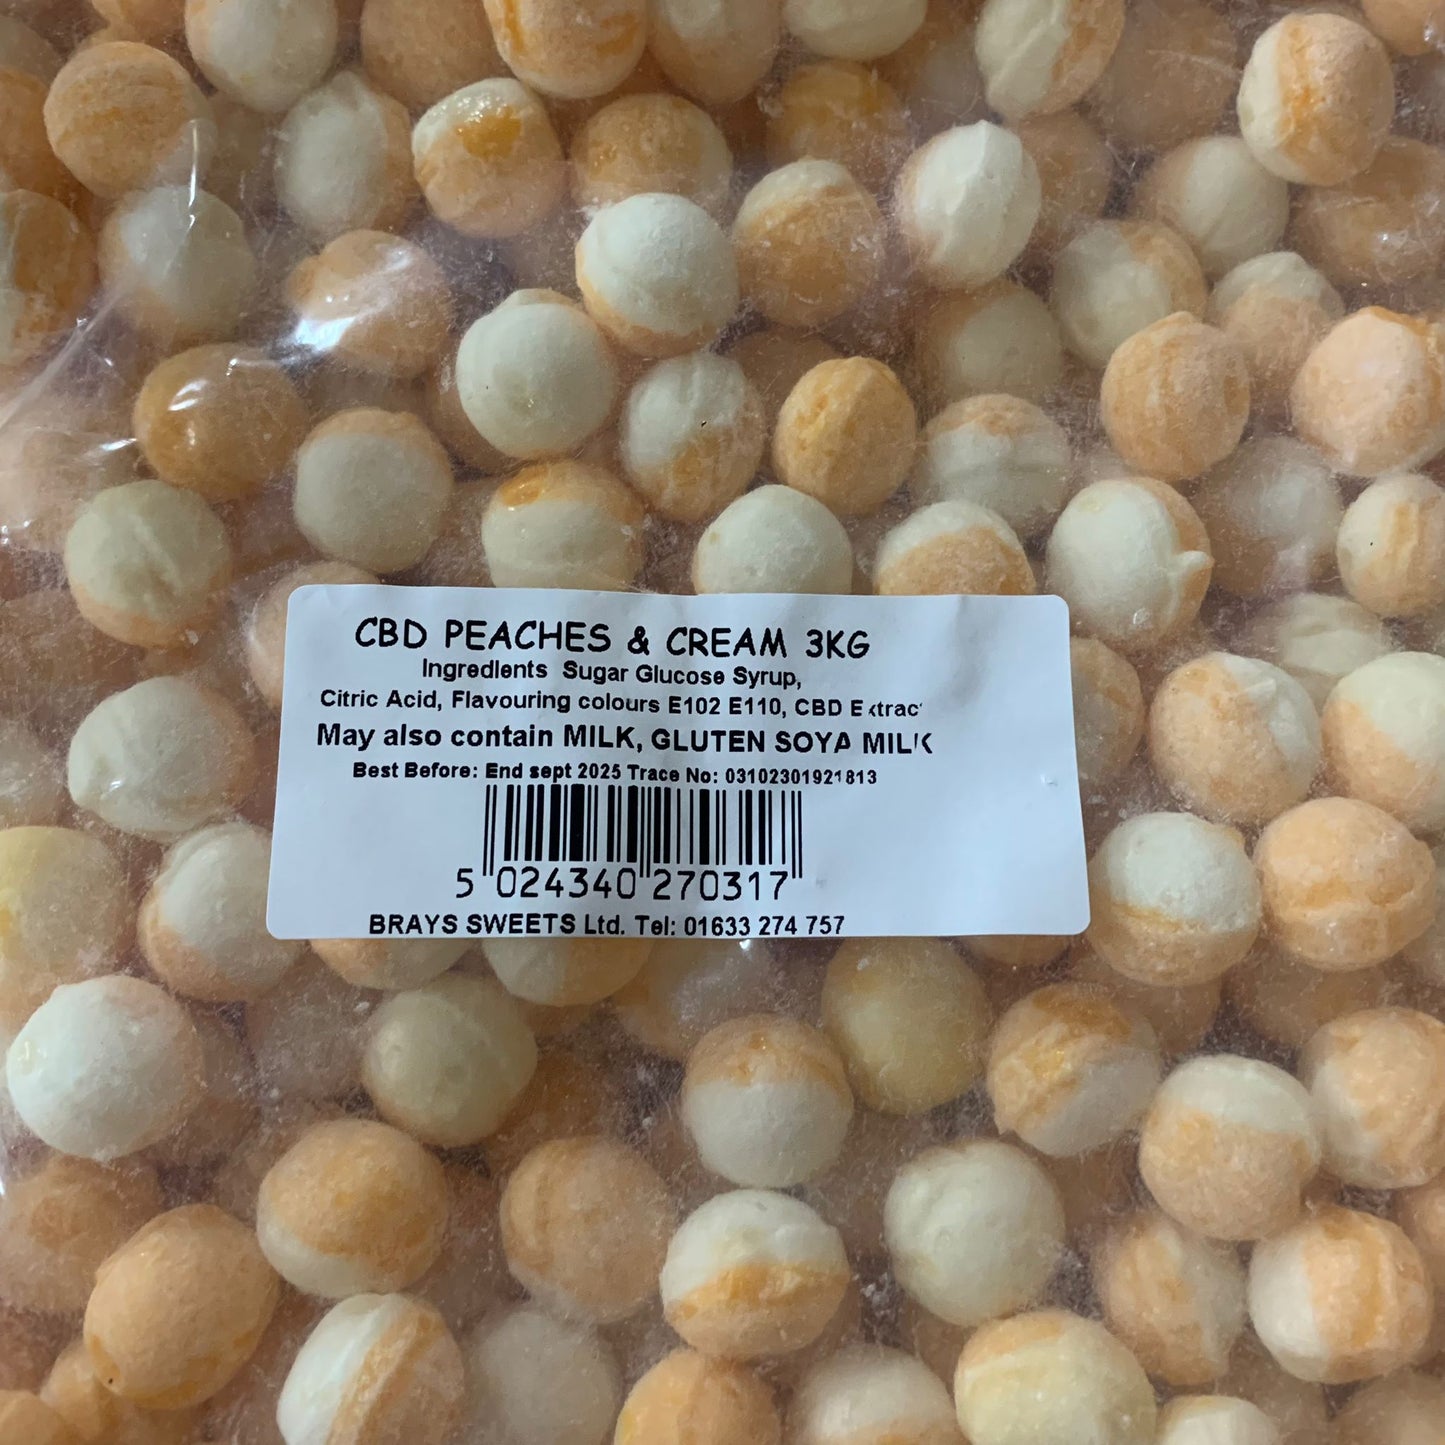 CBD PEACHES & CREAM 3KG
Ingredients Sugar Glucose Syrup,
Citric Acid, Flavouring colours E102 E110, CBD Extract
May also contain MILK, GLUTEN SOYA MILK
Best Before: End sept 2025 Trace No: 03102301921813
5 024340 270317
BRAYS SWEETS Ltd. Tel: 01633 274 757